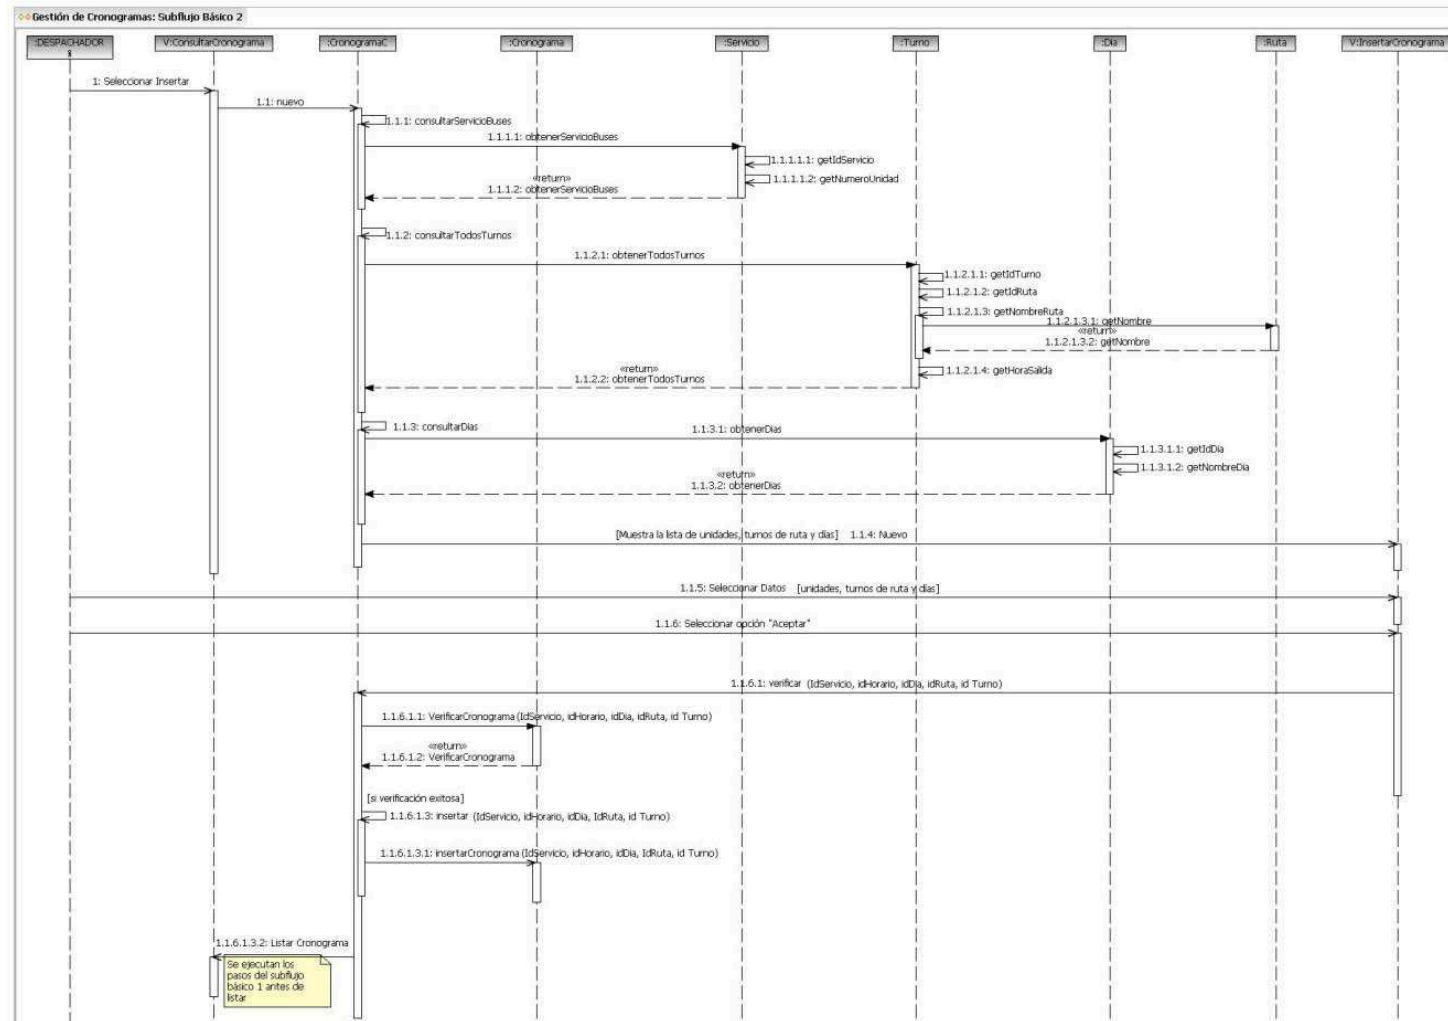 Gestión de Cronogramas: Subflujo Básico 2
:DESPACHADOR
V:ConsultarCronograma
:CronogramaC
:Cronograma
:Servicio
:Turno
:Dia
:Ruta
V:InsertarCronograma
1: Seleccionar Insertar
1.1: nuevo
1.1.1: consultarServicioBuses
1.1.1.1: obtenerServicioBuses
1.1.1.1.1: getIdServicio
1.1.1.1.2: getNumeroUnidad
«return»
1.1.1.2: obtenerServicioBuses
1.1.2: consultarTodosTurnos
1.1.2.1: obtenerTodosTurnos
1.1.2.1.1: getIdTurno
1.1.2.1.2: getIdRuta
1.1.2.1.3: getNombreRuta
1.1.2.1.3.1: getNombre
«return»
1.1.2.1.3.2: getNombre
«return»
1.1.2.2: obtenerTodosTurnos
1.1.2.1.4: getHoraSalida
1.1.3: consultarDias
1.1.3.1: obtenerDias
1.1.3.1.1: getIdDia
1.1.3.1.2: getNombreDia
«return»
1.1.3.2: obtenerDias
[Muestra la lista de unidades, turnos de ruta y días] 1.1.4: Nuevo
1.1.5: Seleccionar Datos [unidades, turnos de ruta y días]
1.1.6: Seleccionar opción "Aceptar"
1.1.6.1: verificar (IdServicio, idHorario, idDia, idRuta, id Turno)
1.1.6.1.1: VerificarCronograma (IdServicio, idHorario, idDia, idRuta, id Turno)
«return»
1.1.6.1.2: VerificarCronograma
[si verificación exitosa]
1.1.6.1.3: insertar (IdServicio, idHorario, idDia, IdRuta, id Turno)
1.1.6.1.3.1: insertarCronograma (IdServicio, idHorario, idDia, IdRuta, id Turno)
1.1.6.1.3.2: Listar Cronograma
Se ejecutan los
pasos del subflujo
básico 1 antes de
listar